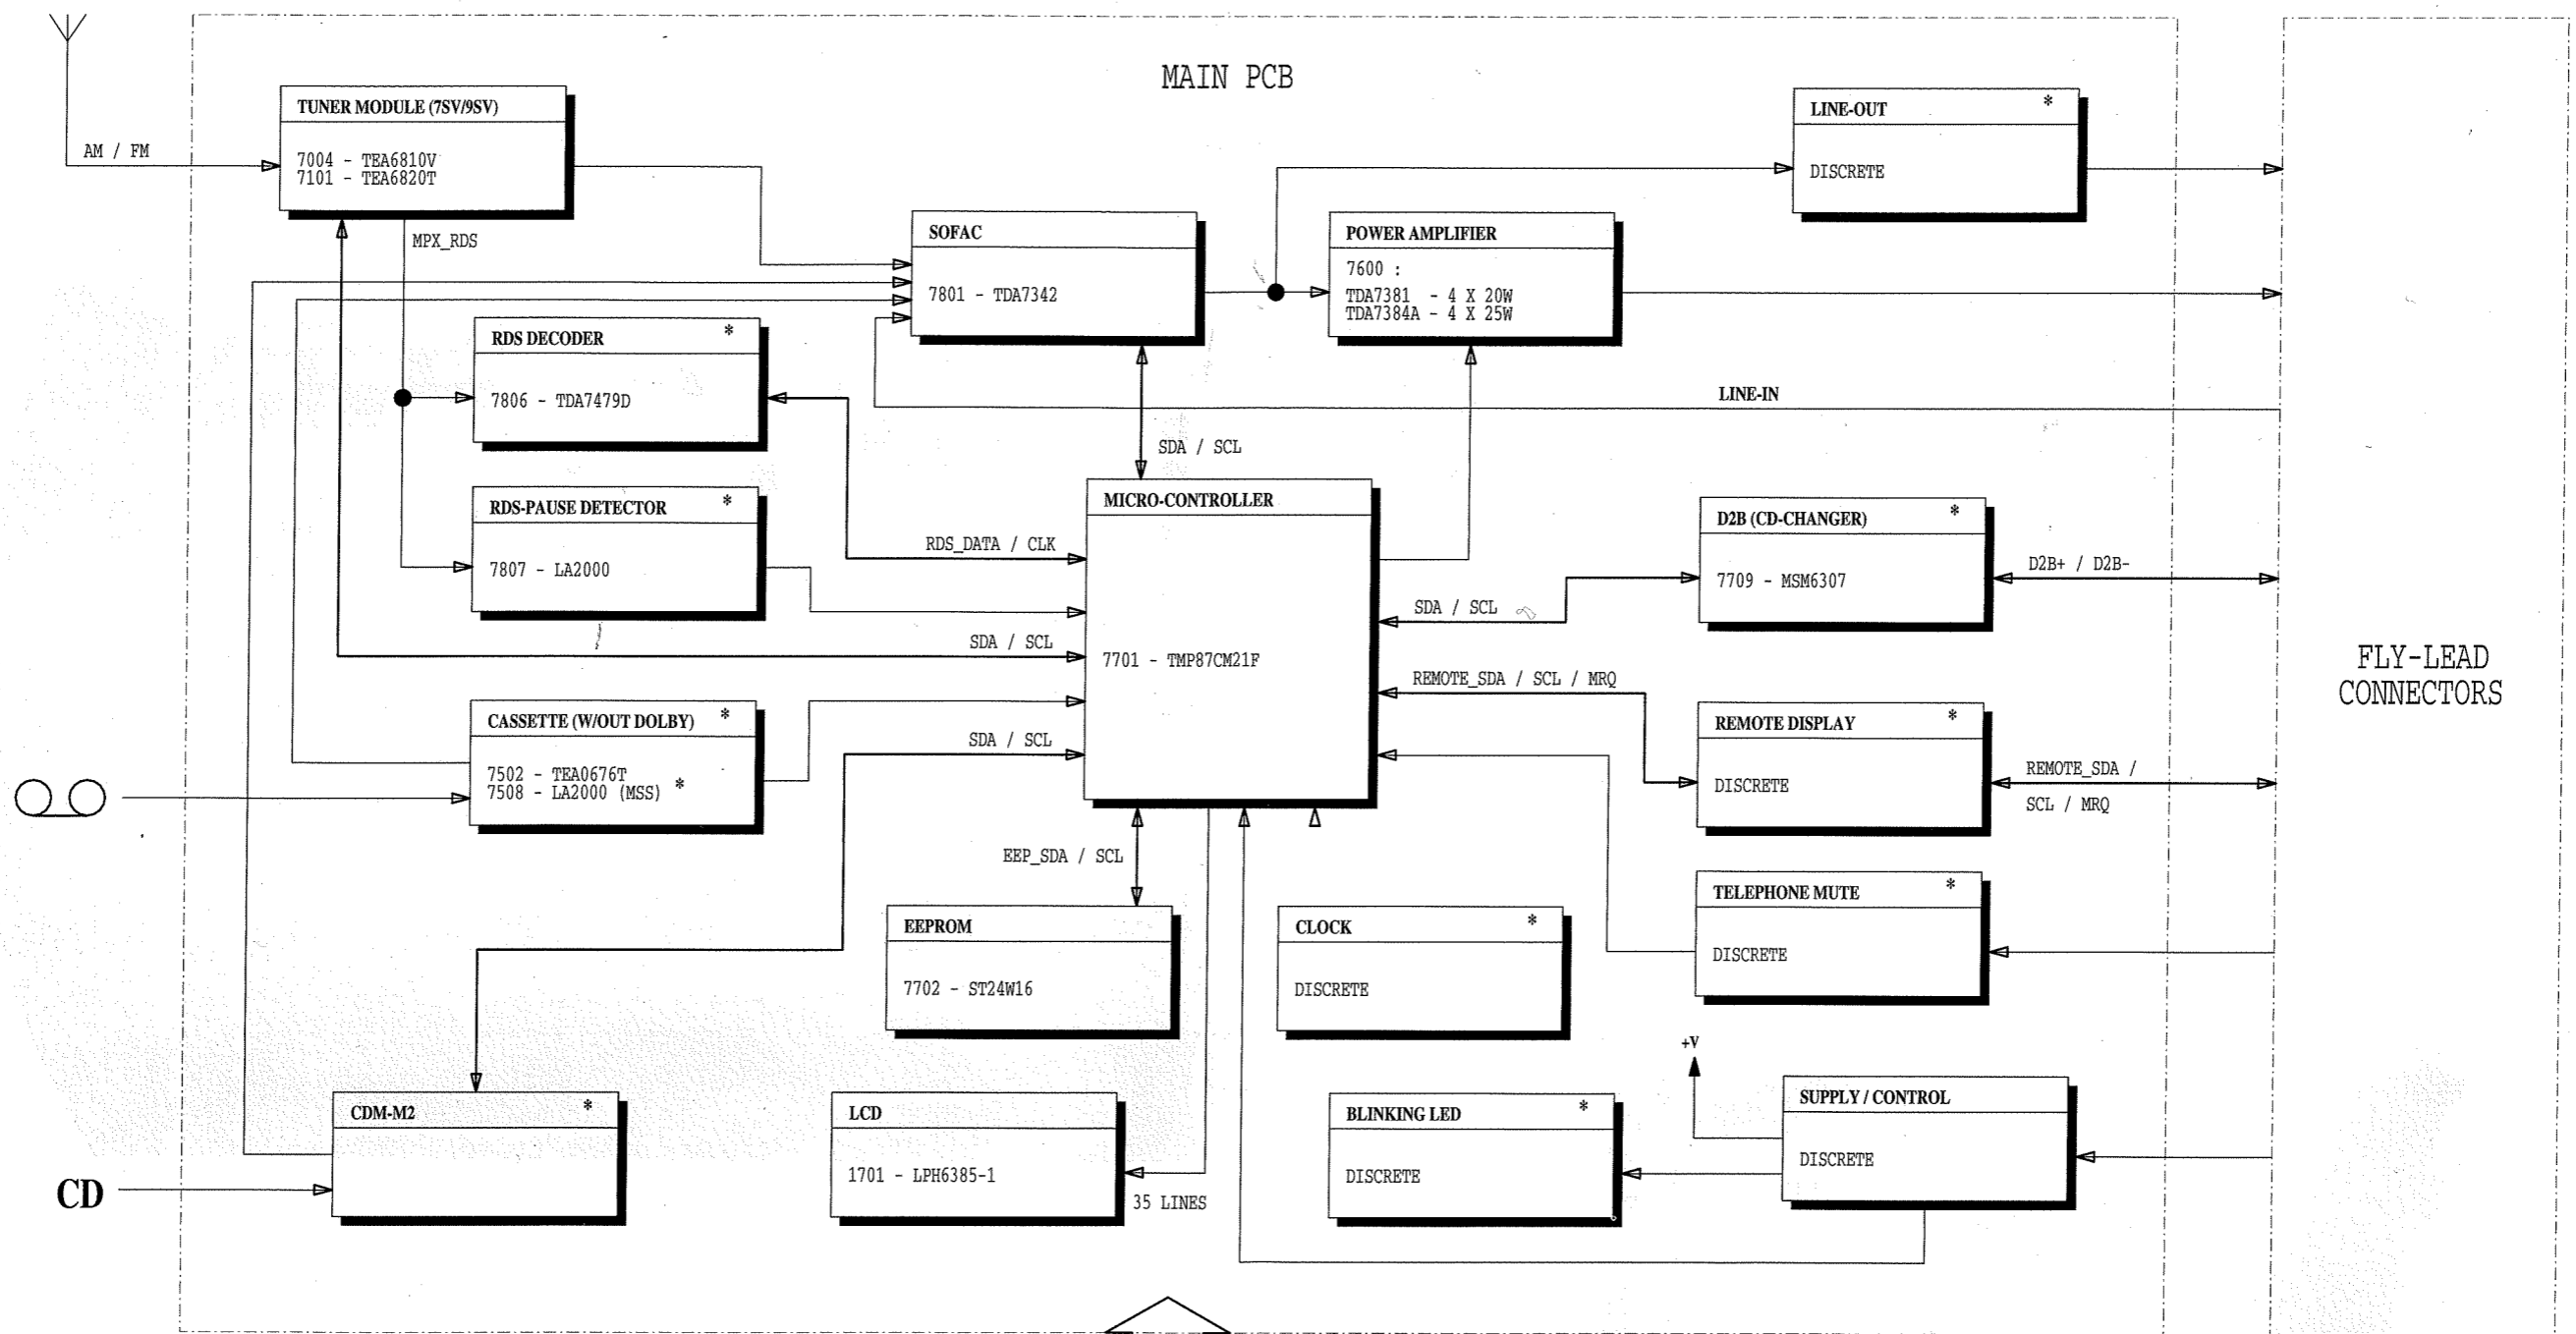 MAIN PCB
TUNER MODULE (7SV/9SV)
7004 - TEA6810V
7101 - TEA6820T
AM / FM
MPX_RDS
LINE-OUT *
DISCRETE
SOFAC
7801 - TDA7342
POWER AMPLIFIER
7600 :
TDA7381 - 4 X 20W
TDA7384A - 4 X 25W
RDS DECODER *
7806 - TDA7479D
LINE-IN
SDA / SCL
RDS-PAUSE DETECTOR *
7807 - LA2000
RDS_DATA / CLK
MICRO-CONTROLLER
7701 - TMP87CM21F
D2B (CD-CHANGER) *
7709 - MSM6307
D2B+ / D2B-
SDA / SCL
SDA / SCL
FLY-LEAD
CONNECTORS
REMOTE_SDA / SCL / MRQ
CASSETTE (W/OUT DOLBY) *
7502 - TEA0676T
7508 - LA2000 (MSS) *
SDA / SCL
REMOTE DISPLAY *
DISCRETE
REMOTE_SDA /
SCL / MRQ
EEP_SDA / SCL
EEPROM
7702 - ST24W16
CLOCK *
DISCRETE
TELEPHONE MUTE *
DISCRETE
+V
CDM-M2 *
CD
LCD
1701 - LPH6385-1
35 LINES
BLINKING LED *
DISCRETE
SUPPLY / CONTROL
DISCRETE